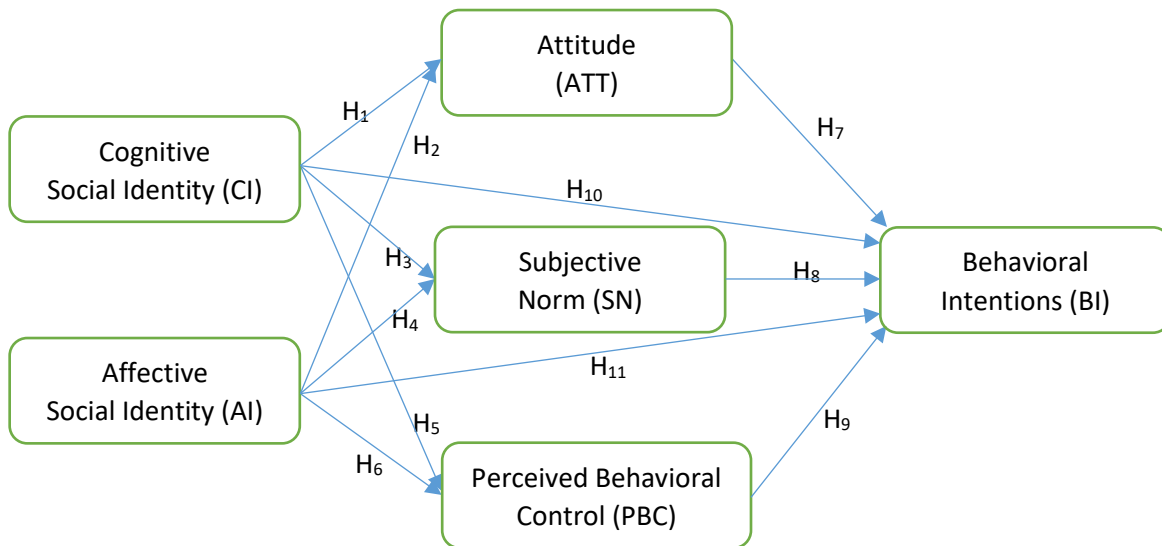 Attitude
(ATT)
H₁
H₇
Cognitive
Social Identity (CI)
H₂
H₁₀
H₃
Subjective
Norm (SN)
H₈
Behavioral
Intentions (BI)
H₄
Affective
Social Identity (AI)
H₁₁
H₅
H₉
H₆
Perceived Behavioral
Control (PBC)